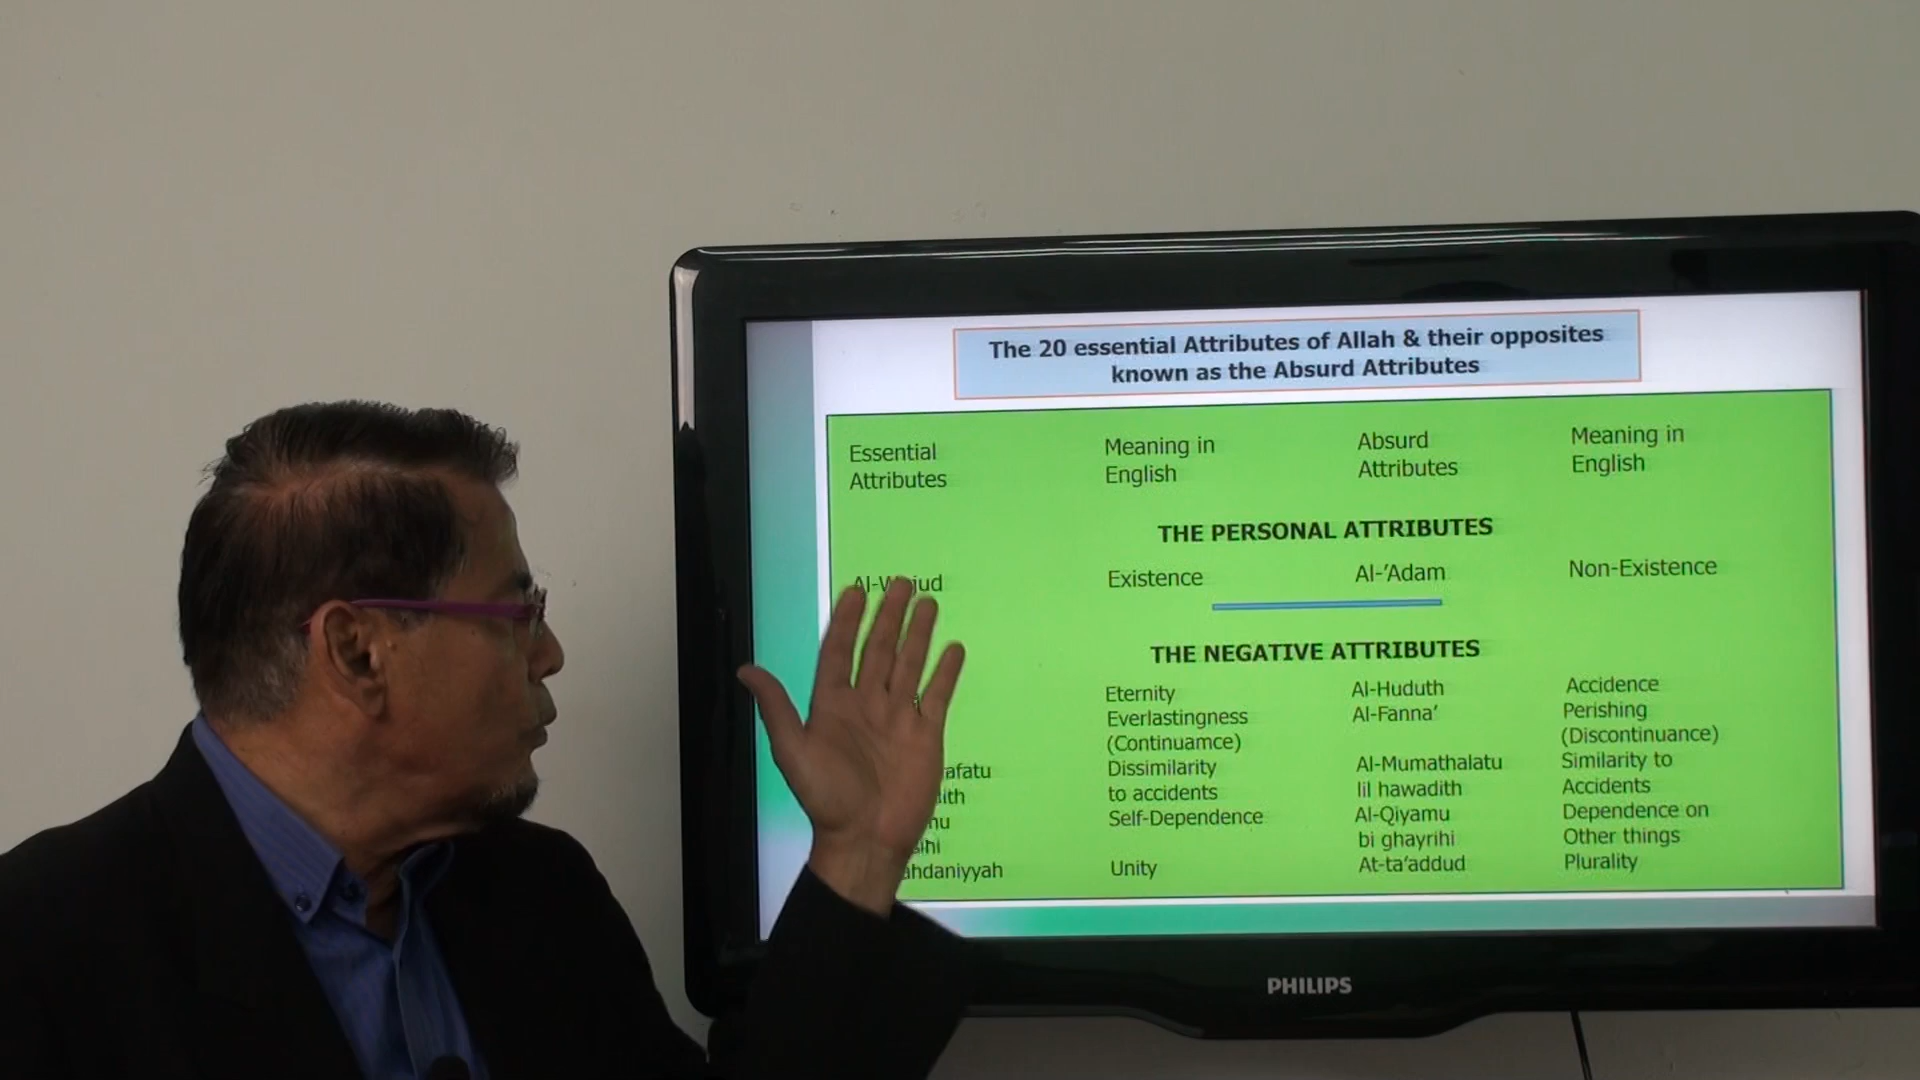 The 20 essential Attributes of Allah & their opposites
known as the Absurd Attributes
Essential Attributes
Meaning in English
Absurd Attributes
Meaning in English
THE PERSONAL ATTRIBUTES
Existence Al-’Adam Non-Existence
THE NEGATIVE ATTRIBUTES
Eternity Al-Huduth Accidence
Everlastingness Al-Fanna’ Perishing
(Continuamce) (Discontinuance)
Dissimilarity Al-Mumathalatu Similarity to
to accidents lil hawadith Accidents
Self-Dependence Al-Qiyamu Dependence on
bi ghayrihi Other things
Unity At-ta’addud Plurality
PHILIPS